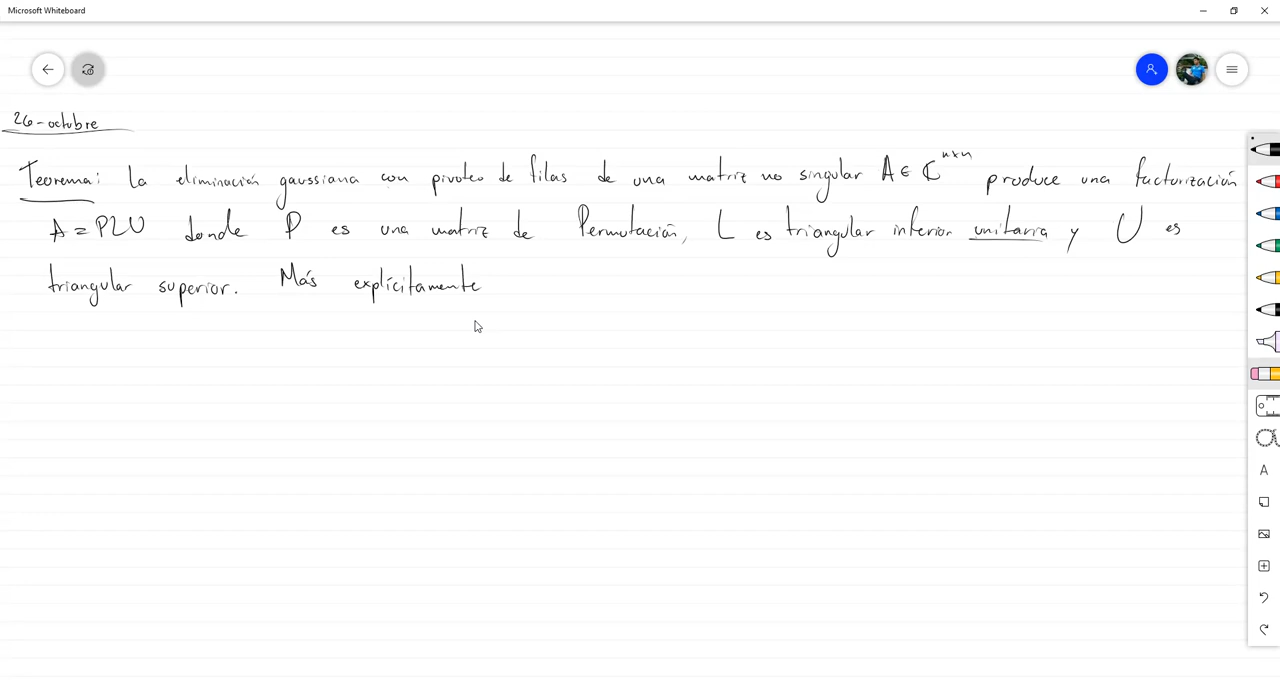 Microsoft Whiteboard
26-octubre
Teorema: La eliminación gaussiana con pivoteo de filas de una matriz no singular A ∈ ℂⁿˣⁿ produce una factorización
A = PLU donde P es una matriz de Permutación, L es triangular inferior unitaria y U es
triangular superior. Más explícitamente
A